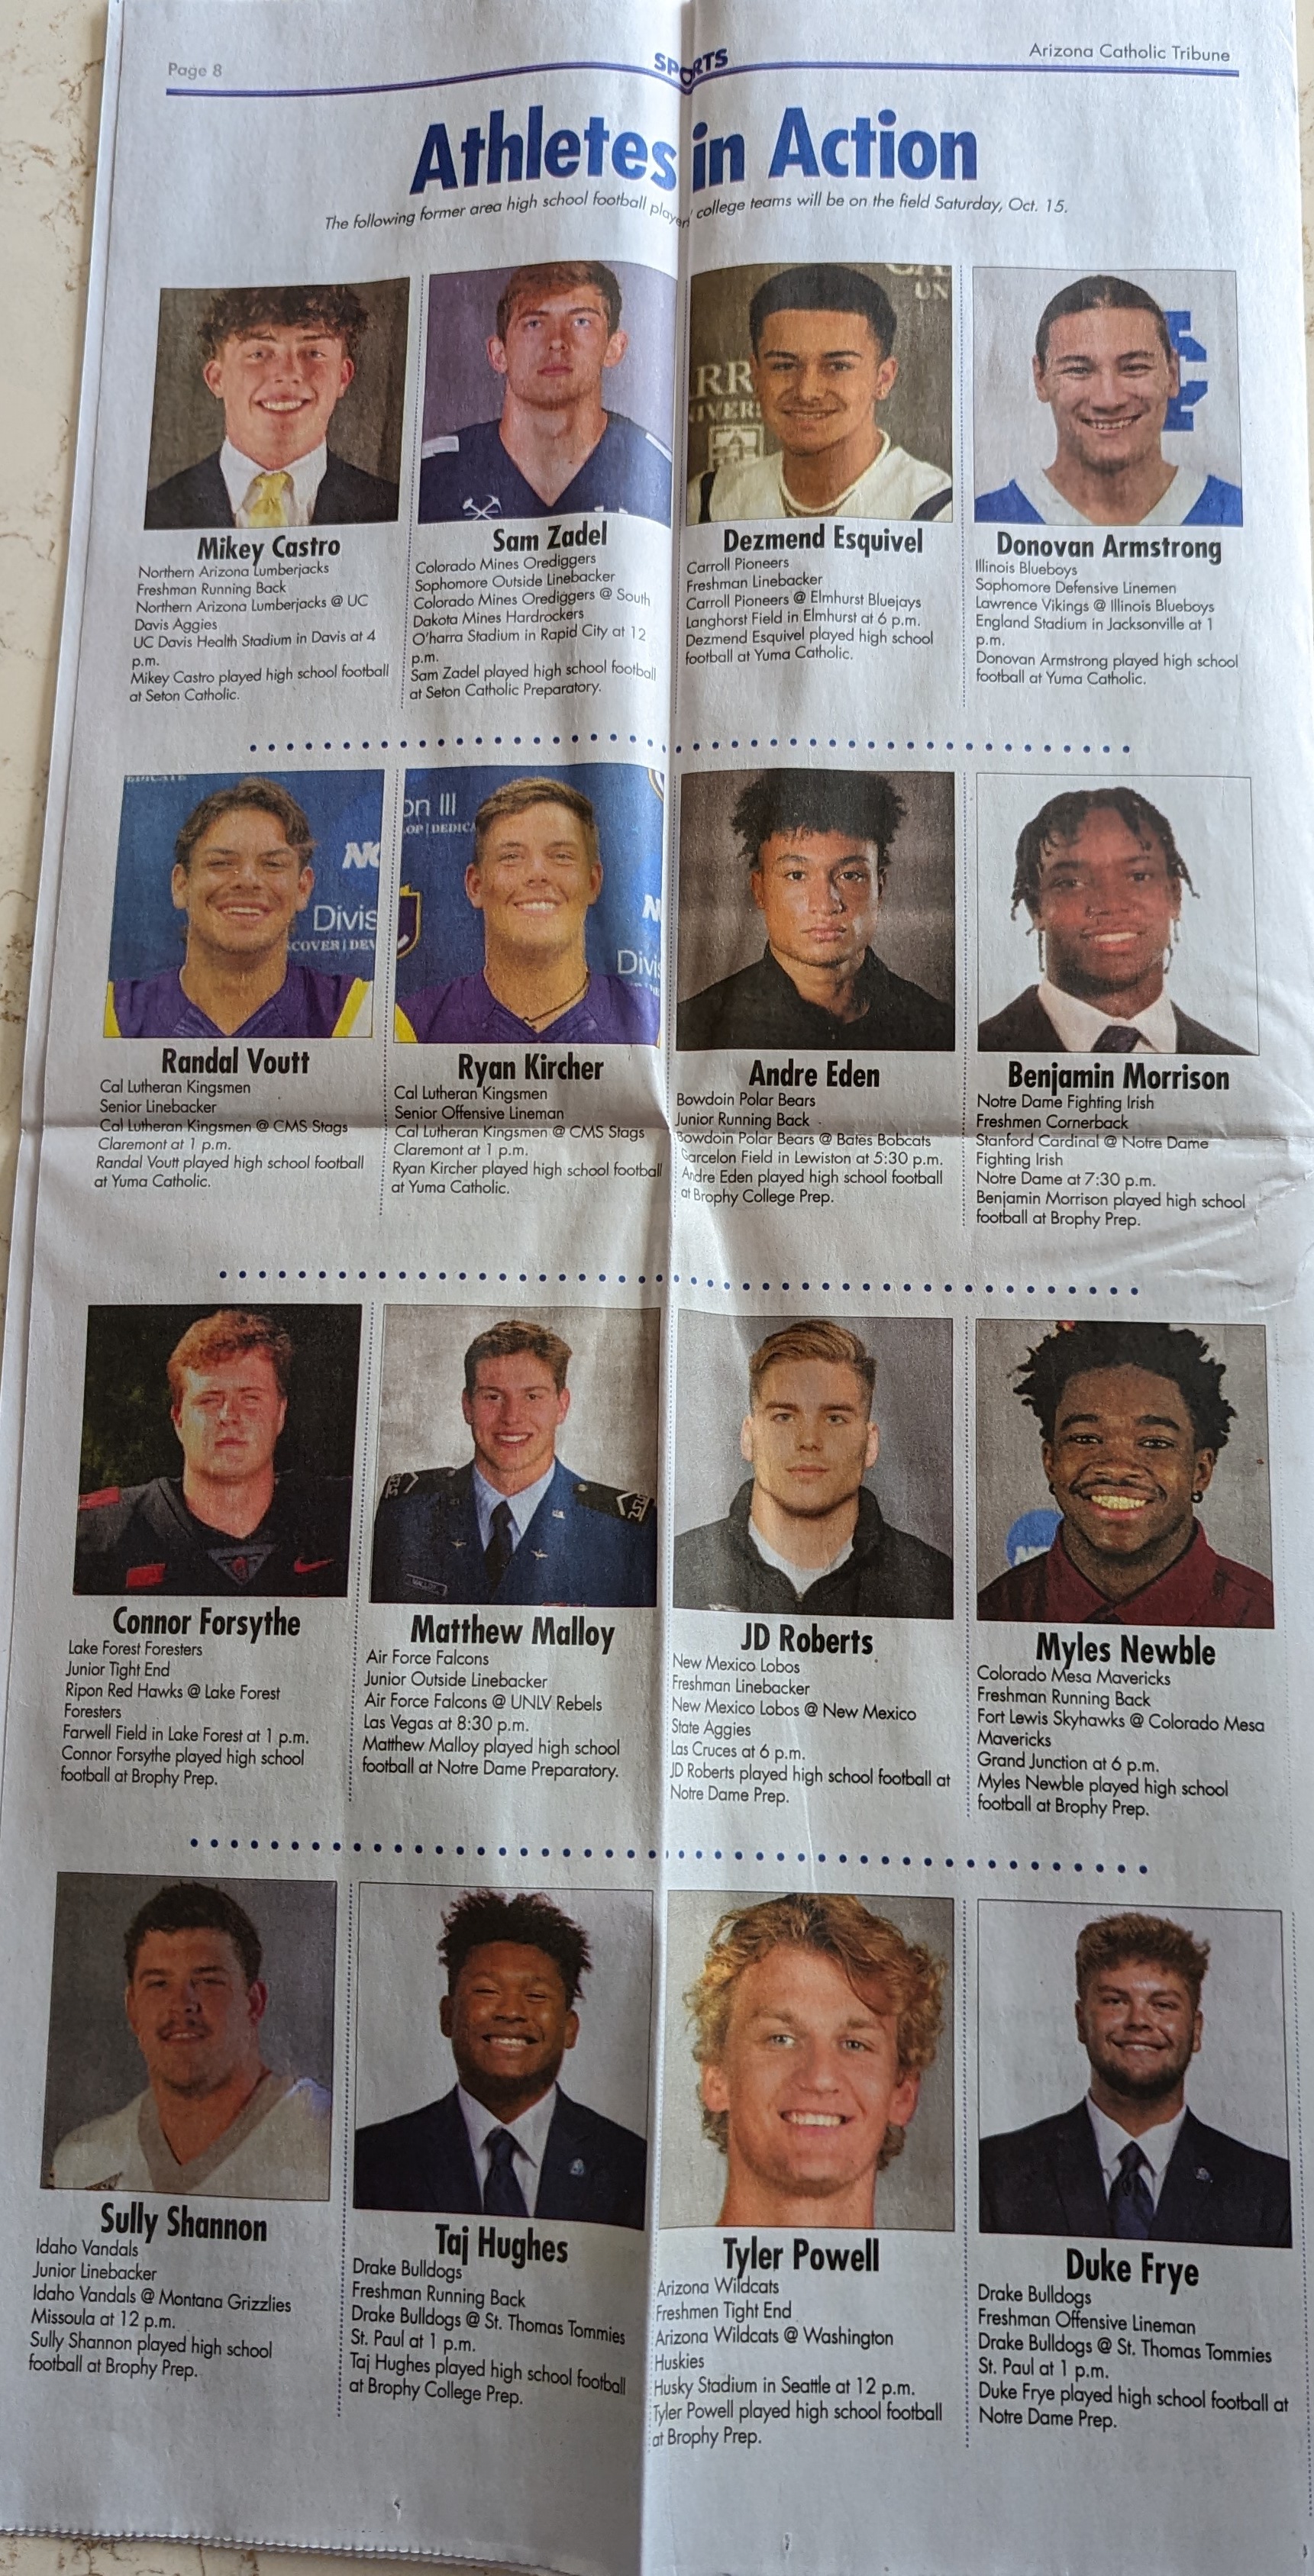 Page 8
SPORTS
Arizona Catholic Tribune
Athletes in Action
The following former area high school football players' college teams will be on the field Saturday, Oct. 15.
CA
UN
RR
IVER
Mikey Castro
Northern Arizona Lumberjacks
Freshman Running Back
Northern Arizona Lumberjacks @ UC
Davis Aggies
UC Davis Health Stadium in Davis at 4
p.m.
Mikey Castro played high school football
at Seton Catholic.
Sam Zadel
Colorado Mines Orediggers
Sophomore Outside Linebacker
Colorado Mines Orediggers @ South
Dakota Mines Hardrockers
O'harra Stadium in Rapid City at 12
p.m.
Sam Zadel played high school football
at Seton Catholic Preparatory.
Dezmend Esquivel
Carroll Pioneers
Freshman Linebacker
Carroll Pioneers @ Elmhurst Bluejays
Langhorst Field in Elmhurst at 6 p.m.
Dezmend Esquivel played high school
football at Yuma Catholic.
Donovan Armstrong
Illinois Blueboys
Sophomore Defensive Linemen
Lawrence Vikings @ Illinois Blueboys
England Stadium in Jacksonville at 1
p.m.
Donovan Armstrong played high school
football at Yuma Catholic.
Divis
COVER | DEV
on III
OP | DEDICA
Divis
Randal Voutt
Cal Lutheran Kingsmen
Senior Linebacker
Cal Lutheran Kingsmen @ CMS Stags
Claremont at 1 p.m.
Randal Voutt played high school football
at Yuma Catholic.
Ryan Kircher
Cal Lutheran Kingsmen
Senior Offensive Lineman
Cal Lutheran Kingsmen @ CMS Stags
Claremont at 1 p.m.
Ryan Kircher played high school football
at Yuma Catholic.
Andre Eden
Bowdoin Polar Bears
Junior Running Back
Bowdoin Polar Bears @ Bates Bobcats
Garcelon Field in Lewiston at 5:30 p.m.
Andre Eden played high school football
at Brophy College Prep.
Benjamin Morrison
Notre Dame Fighting Irish
Freshmen Cornerback
Stanford Cardinal @ Notre Dame
Fighting Irish
Notre Dame at 7:30 p.m.
Benjamin Morrison played high school
football at Brophy Prep.
Connor Forsythe
Lake Forest Foresters
Junior Tight End
Ripon Red Hawks @ Lake Forest
Foresters
Farwell Field in Lake Forest at 1 p.m.
Connor Forsythe played high school
football at Brophy Prep.
MALLOY
Matthew Malloy
Air Force Falcons
Junior Outside Linebacker
Air Force Falcons @ UNLV Rebels
Las Vegas at 8:30 p.m.
Matthew Malloy played high school
football at Notre Dame Preparatory.
JD Roberts
New Mexico Lobos
Freshman Linebacker
New Mexico Lobos @ New Mexico
State Aggies
Las Cruces at 6 p.m.
JD Roberts played high school football at
Notre Dame Prep.
Myles Newble
Colorado Mesa Mavericks
Freshman Running Back
Fort Lewis Skyhawks @ Colorado Mesa
Mavericks
Grand Junction at 6 p.m.
Myles Newble played high school
football at Brophy Prep.
Sully Shannon
Idaho Vandals
Junior Linebacker
Idaho Vandals @ Montana Grizzlies
Missoula at 12 p.m.
Sully Shannon played high school
football at Brophy Prep.
Taj Hughes
Drake Bulldogs
Freshman Running Back
Drake Bulldogs @ St. Thomas Tommies
St. Paul at 1 p.m.
Taj Hughes played high school football
at Brophy College Prep.
Tyler Powell
Arizona Wildcats
Freshmen Tight End
Arizona Wildcats @ Washington
Huskies
Husky Stadium in Seattle at 12 p.m.
Tyler Powell played high school football
at Brophy Prep.
Duke Frye
Drake Bulldogs
Freshman Offensive Lineman
Drake Bulldogs @ St. Thomas Tommies
St. Paul at 1 p.m.
Duke Frye played high school football at
Notre Dame Prep.